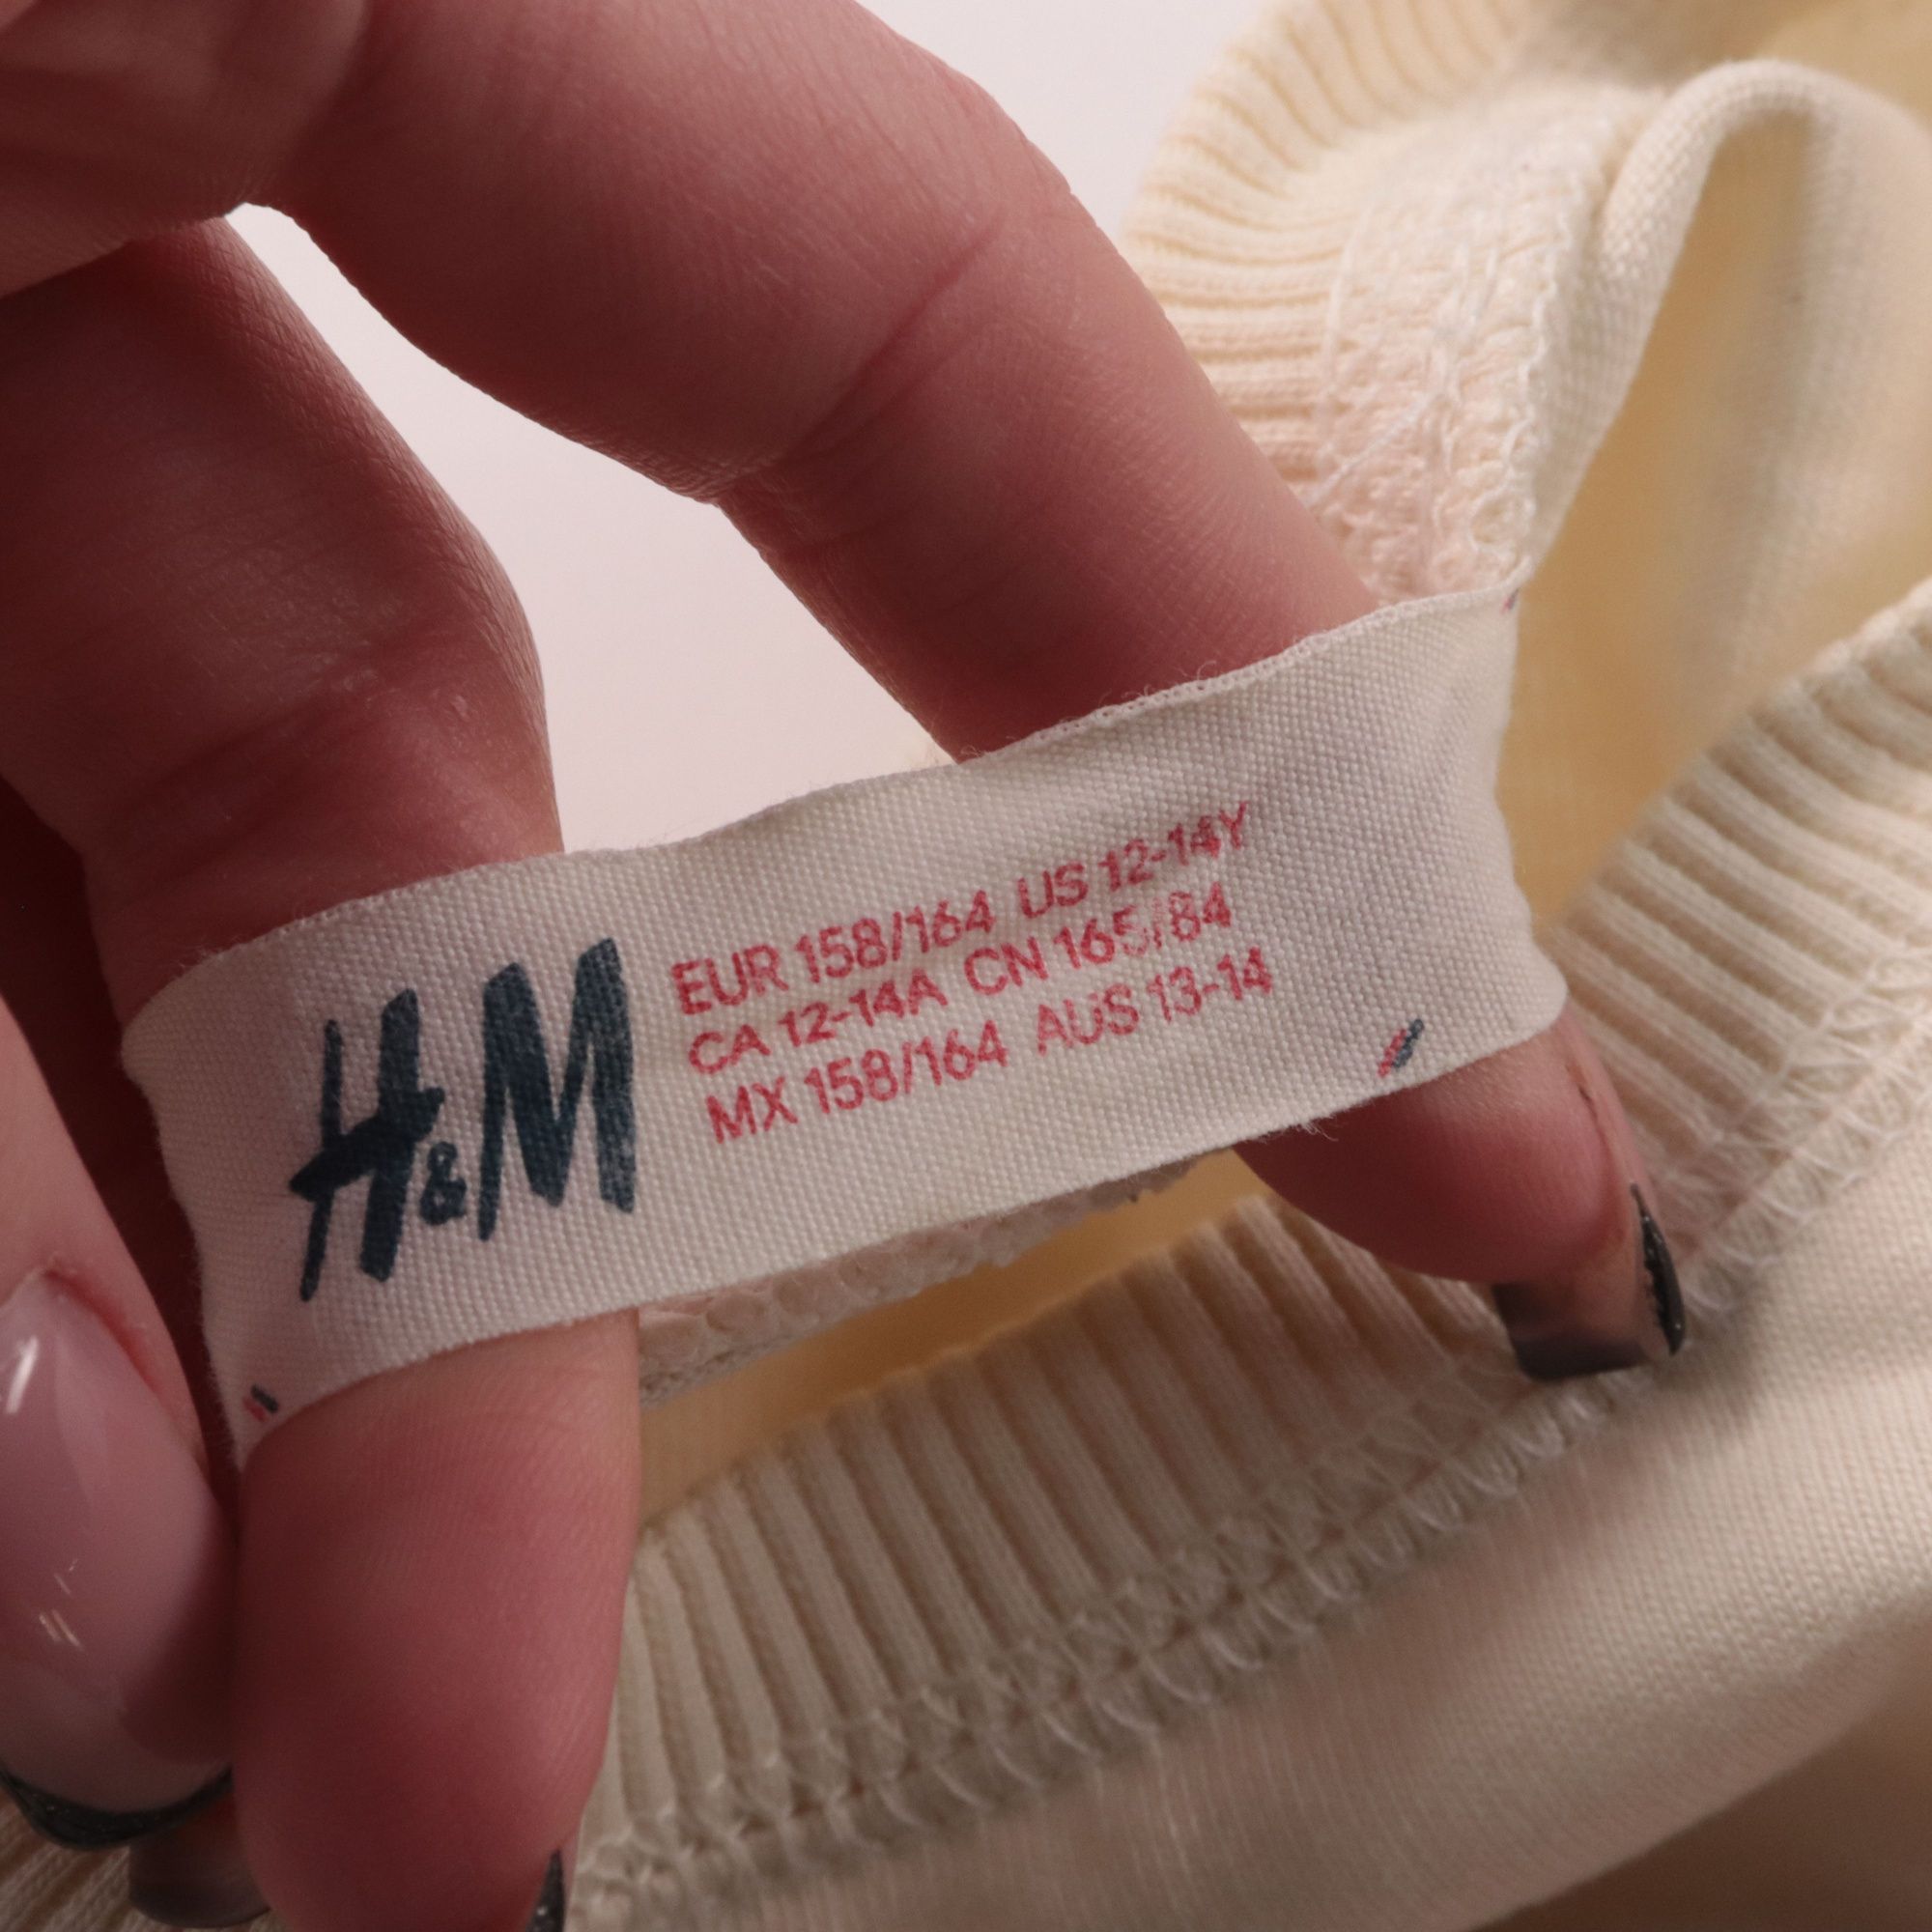 H&M
EUR 158/164 US 12-14Y
CA 12-14A CN 165/84
MX 158/164 AUS 13-14